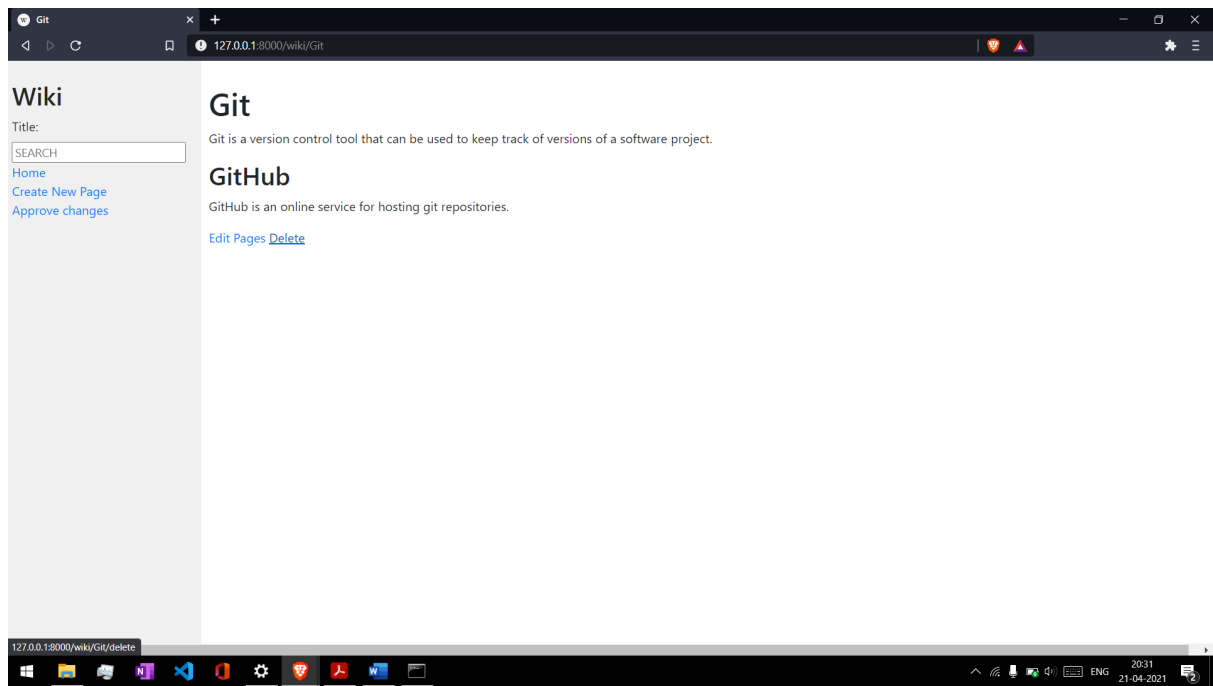 Git
127.0.0.1:8000/wiki/Git
Wiki
Title:
SEARCH
Home
Create New Page
Approve changes
Git
Git is a version control tool that can be used to keep track of versions of a software project.
GitHub
GitHub is an online service for hosting git repositories.
Edit Pages Delete
127.0.0.1:8000/wiki/Git/delete
ENG
20:31
21-04-2021
2